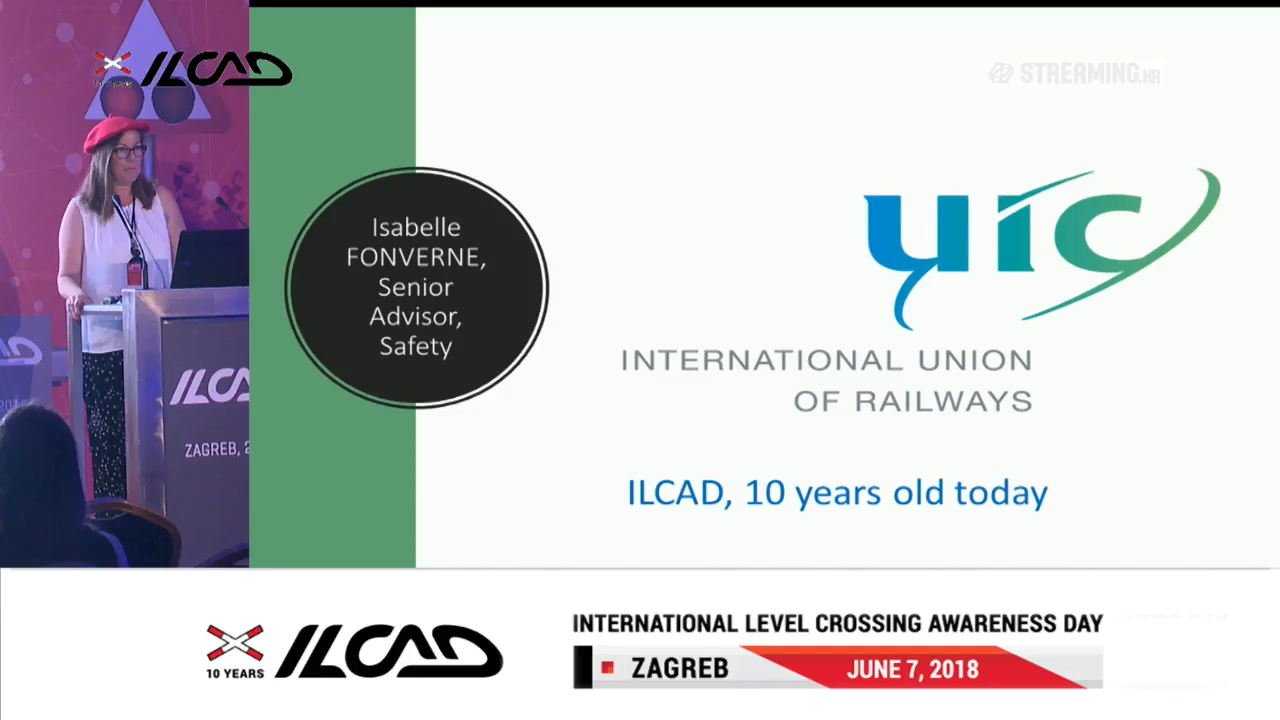 ILCAD
STREAMING.HR
Isabelle
FONVERNE,
Senior
Advisor,
Safety
uic
INTERNATIONAL UNION
OF RAILWAYS
ILCAD, 10 years old today
ILCAD
ZAGREB, 2
10 YEARS
ILCAD
INTERNATIONAL LEVEL CROSSING AWARENESS DAY
ZAGREB
JUNE 7, 2018